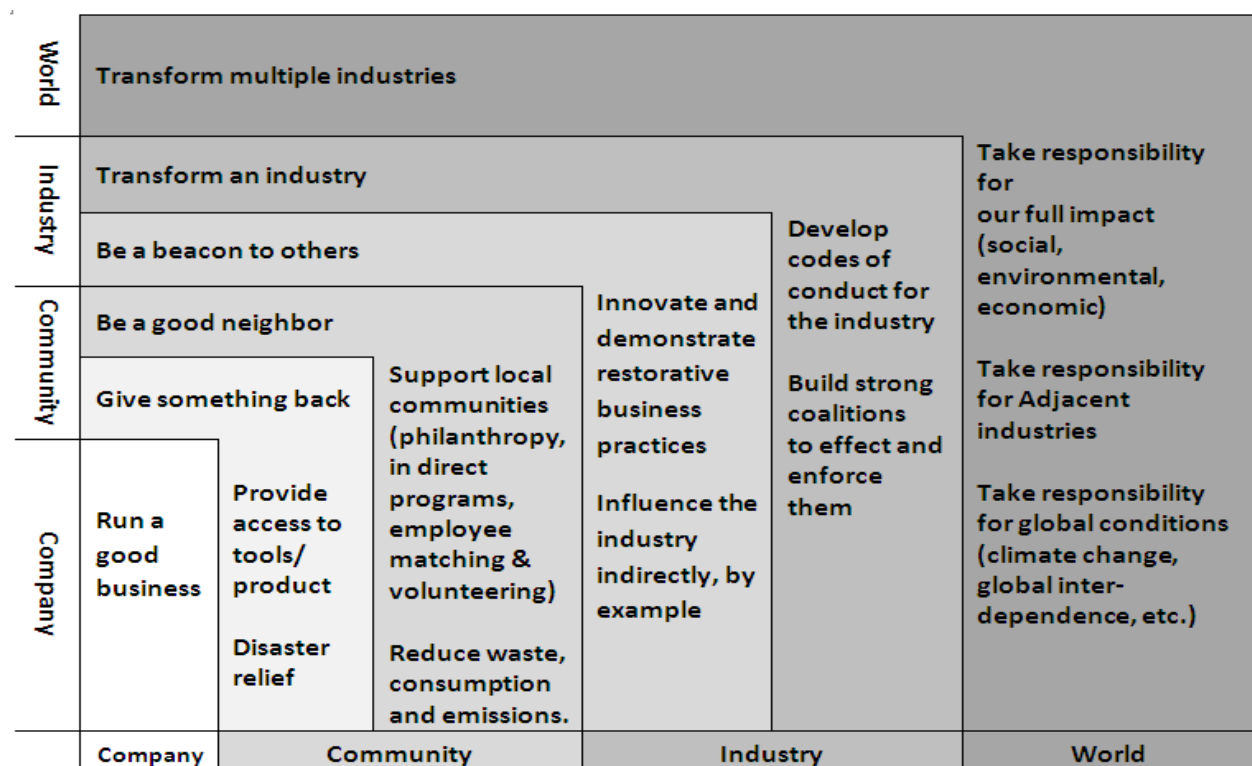 World
Transform multiple industries
Industry
Transform an industry
Take responsibility
for
our full impact
(social,
environmental,
economic)
Take responsibility
for Adjacent
industries
Take responsibility
for global conditions
(climate change,
global inter-
dependence, etc.)
Be a beacon to others
Develop
codes of
conduct for
the industry
Build strong
coalitions
to effect and
enforce
them
Community
Be a good neighbor
Innovate and
demonstrate
restorative
business
practices
Influence the
industry
indirectly, by
example
Give something back
Support local
communities
(philanthropy,
in direct
programs,
employee
matching &
volunteering)
Reduce waste,
consumption
and emissions.
Company
Run a
good
business
Provide
access to
tools/
product
Disaster
relief
Company
Community
Industry
World